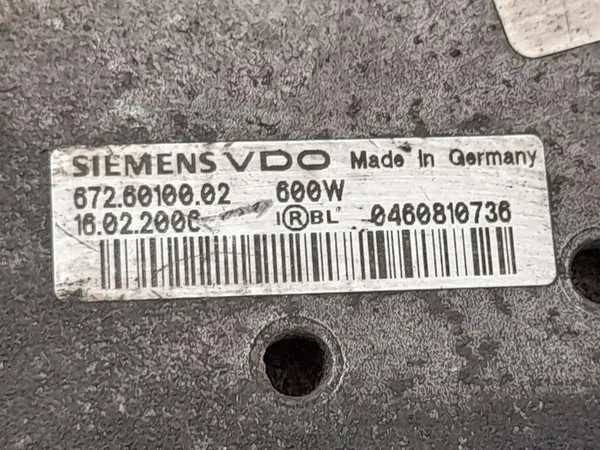 SIEMENS VDO Made in Germany
672.60100.02 600W
16.02.2006 I®BL 0460810736